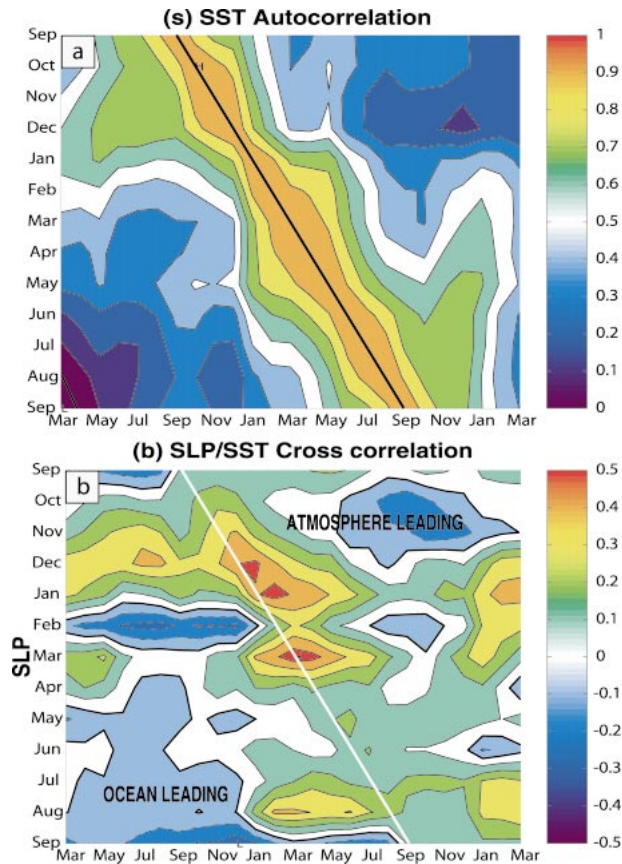 (s) SST Autocorrelation
a
Sep
Oct
Nov
Dec
Jan
Feb
Mar
Apr
May
Jun
Jul
Aug
Sep
H
L
Mar May Jul Sep Nov Jan Mar May Jul Sep Nov Jan Mar
1
0.9
0.8
0.7
0.6
0.5
0.4
0.3
0.2
0.1
0
(b) SLP/SST Cross correlation
b
SLP
Sep
Oct
Nov
Dec
Jan
Feb
Mar
Apr
May
Jun
Jul
Aug
Sep
ATMOSPHERE LEADING
OCEAN LEADING
L
Mar May Jul Sep Nov Jan Mar May Jul Sep Nov Jan Mar
0.5
0.4
0.3
0.2
0.1
0
-0.1
-0.2
-0.3
-0.4
-0.5